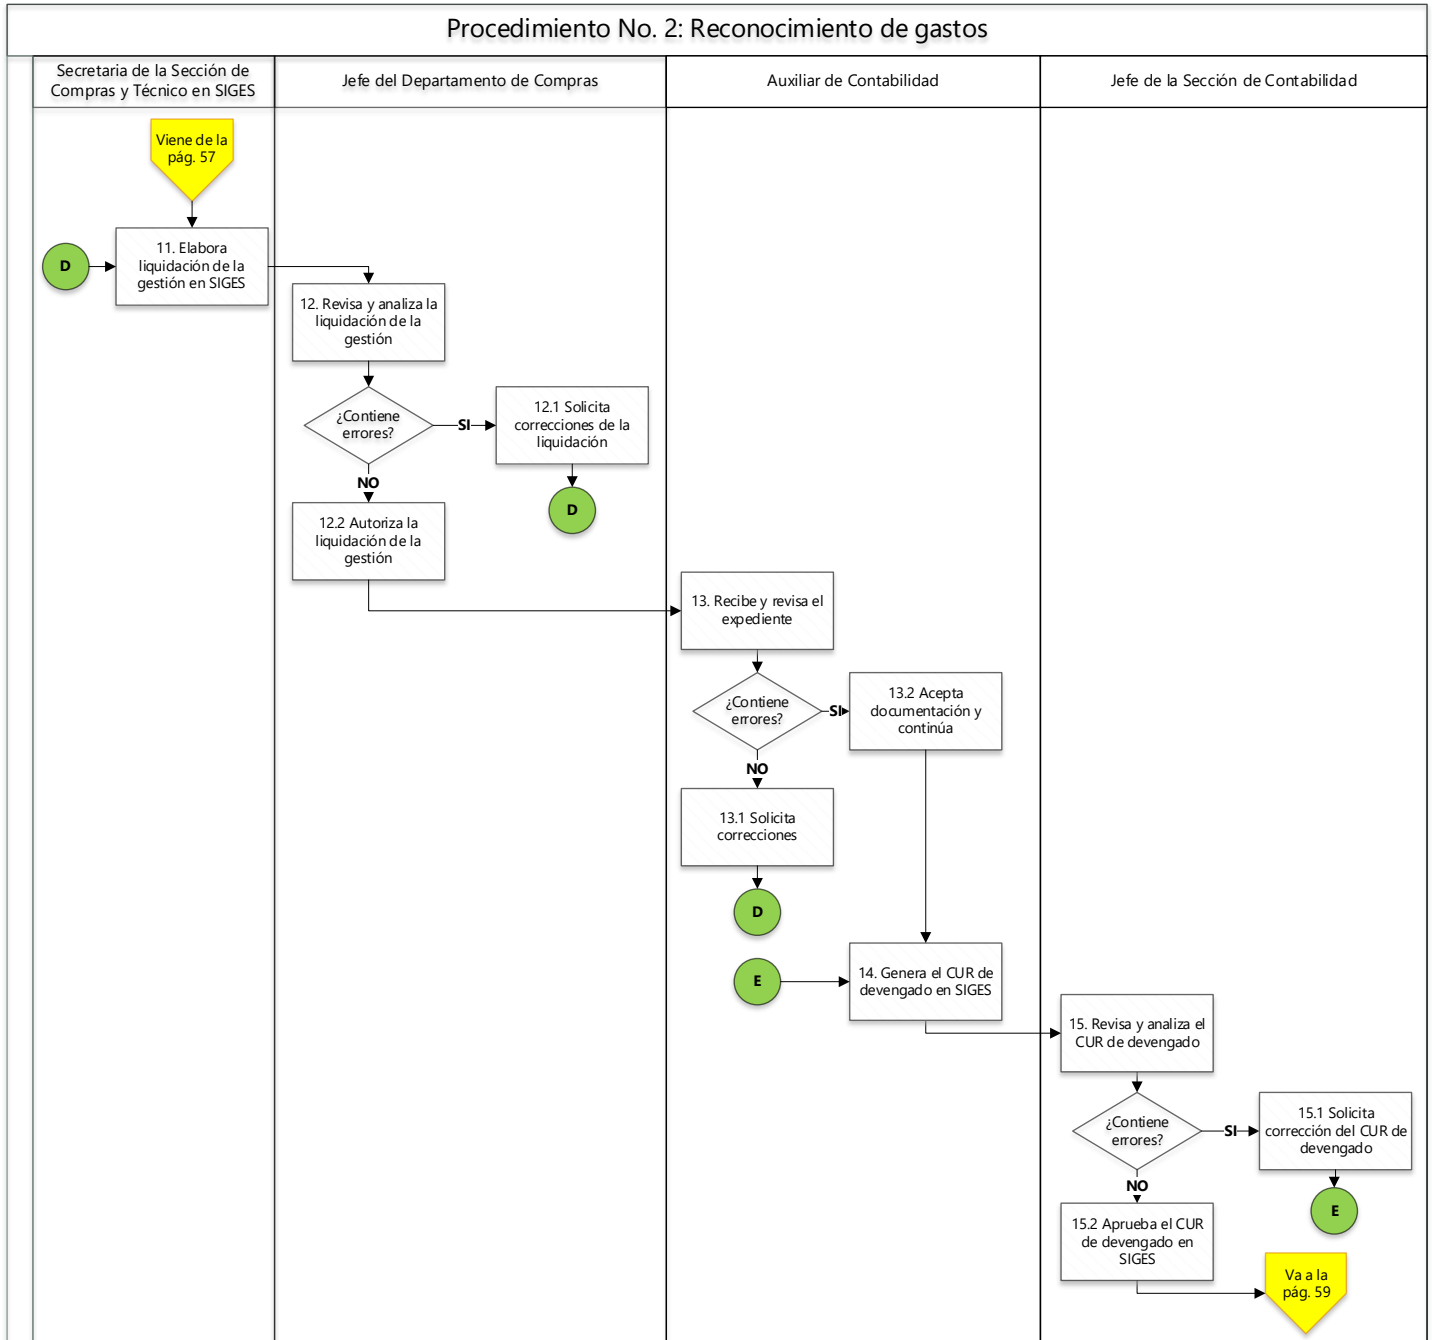 Procedimiento No. 2: Reconocimiento de gastos
Secretaria de la Sección de
Compras y Técnico en SIGES
Jefe del Departamento de Compras
Auxiliar de Contabilidad
Jefe de la Sección de Contabilidad
Viene de la
pág. 57
D
11. Elabora
liquidación de la
gestión en SIGES
12. Revisa y analiza la
liquidación de la
gestión
¿Contiene
errores?
SI
12.1 Solicita
correcciones de la
liquidación
D
NO
12.2 Autoriza la
liquidación de la
gestión
13. Recibe y revisa el
expediente
¿Contiene
errores?
SI
13.2 Acepta
documentación y
continúa
NO
13.1 Solicita
correcciones
D
E
14. Genera el CUR de
devengado en SIGES
15. Revisa y analiza el
CUR de devengado
¿Contiene
errores?
SI
15.1 Solicita
corrección del CUR de
devengado
E
NO
15.2 Aprueba el CUR
de devengado en
SIGES
Va a la
pág. 59